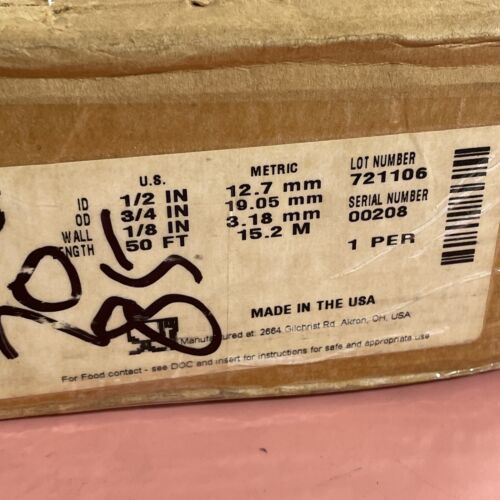 U.S. METRIC LOT NUMBER
ID 1/2 IN 12.7 mm 721106
OD 3/4 IN 19.05 mm SERIAL NUMBER
WALL 1/8 IN 3.18 mm 00208
ENGTH 50 FT 15.2 M 1 PER
MADE IN THE USA
Manufactured at: 2664 Gilchrist Rd. Akron, OH, USA
For Food contact - see DOC and insert for instructions for safe and appropriate use